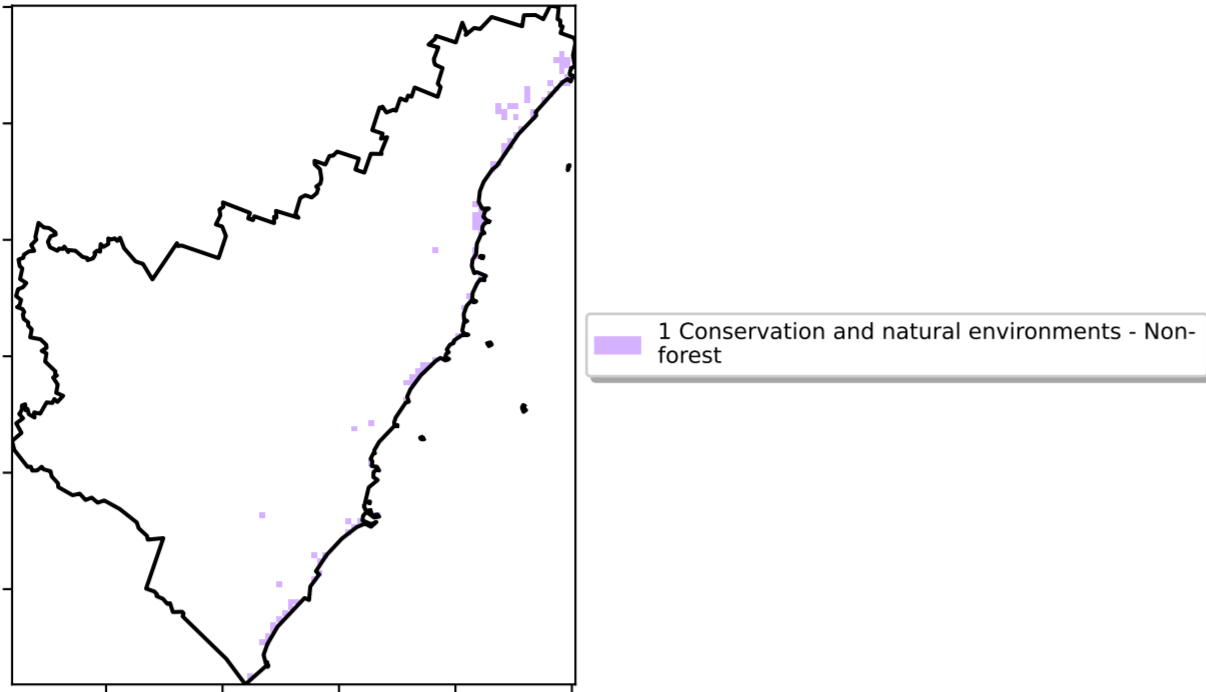 1 Conservation and natural environments - Non-
forest